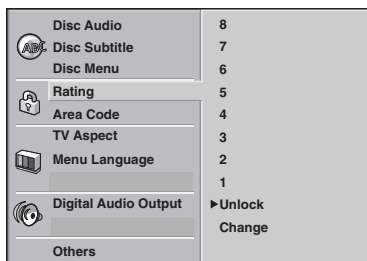 Disc Audio
Disc Subtitle
Disc Menu
Rating
Area Code
TV Aspect
Menu Language
Digital Audio Output
Others
8
7
6
5
4
3
2
1
▶Unlock
Change
ABC